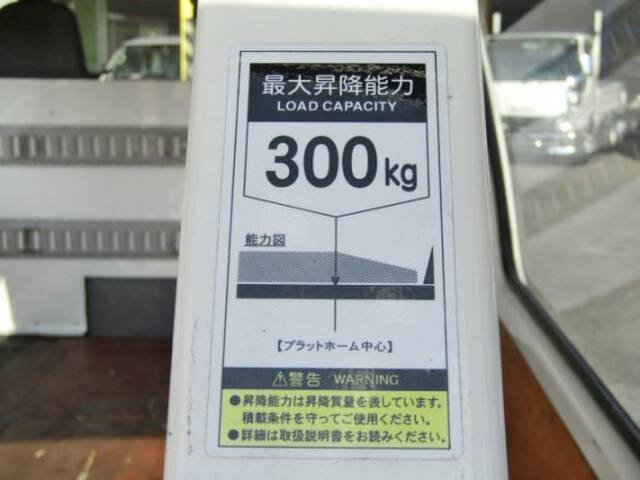 最大昇降能力
LOAD CAPACITY
300kg
能力図
【プラットホーム中心】
⚠警告 WARNING
●昇降能力は昇降質量を表しています。
積載条件を守ってご使用ください。
●詳細は取扱説明書をお読みください。